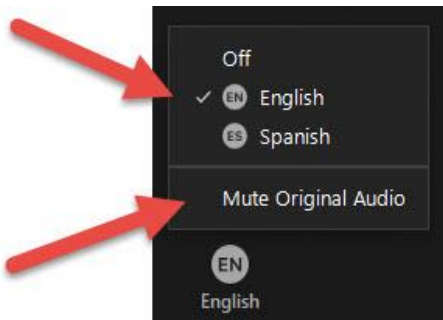 Off
EN English
ES Spanish
Mute Original Audio
EN
English